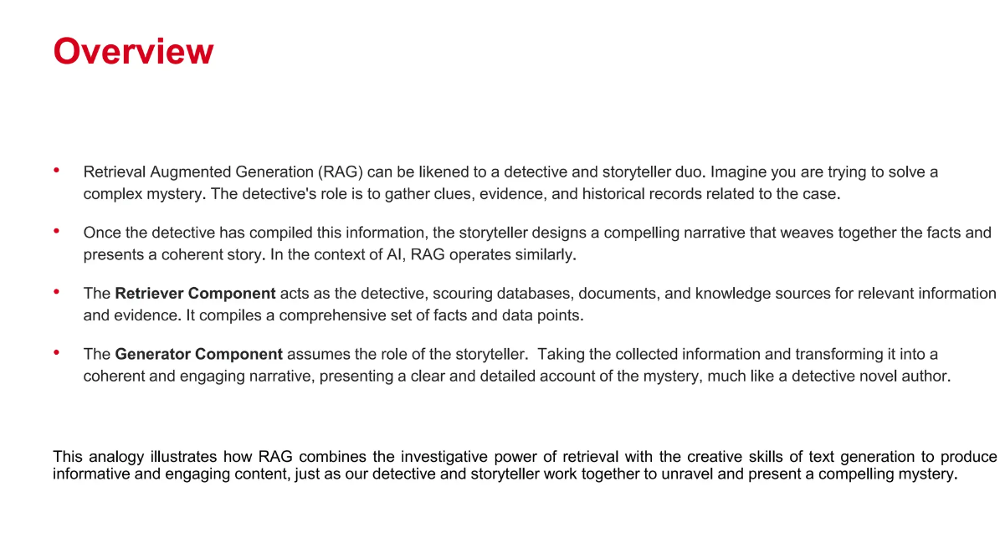 Overview
• Retrieval Augmented Generation (RAG) can be likened to a detective and storyteller duo. Imagine you are trying to solve a
complex mystery. The detective's role is to gather clues, evidence, and historical records related to the case.
• Once the detective has compiled this information, the storyteller designs a compelling narrative that weaves together the facts and
presents a coherent story. In the context of AI, RAG operates similarly.
• The Retriever Component acts as the detective, scouring databases, documents, and knowledge sources for relevant information
and evidence. It compiles a comprehensive set of facts and data points.
• The Generator Component assumes the role of the storyteller.  Taking the collected information and transforming it into a
coherent and engaging narrative, presenting a clear and detailed account of the mystery, much like a detective novel author.
This analogy illustrates how RAG combines the investigative power of retrieval with the creative skills of text generation to produce
informative and engaging content, just as our detective and storyteller work together to unravel and present a compelling mystery.